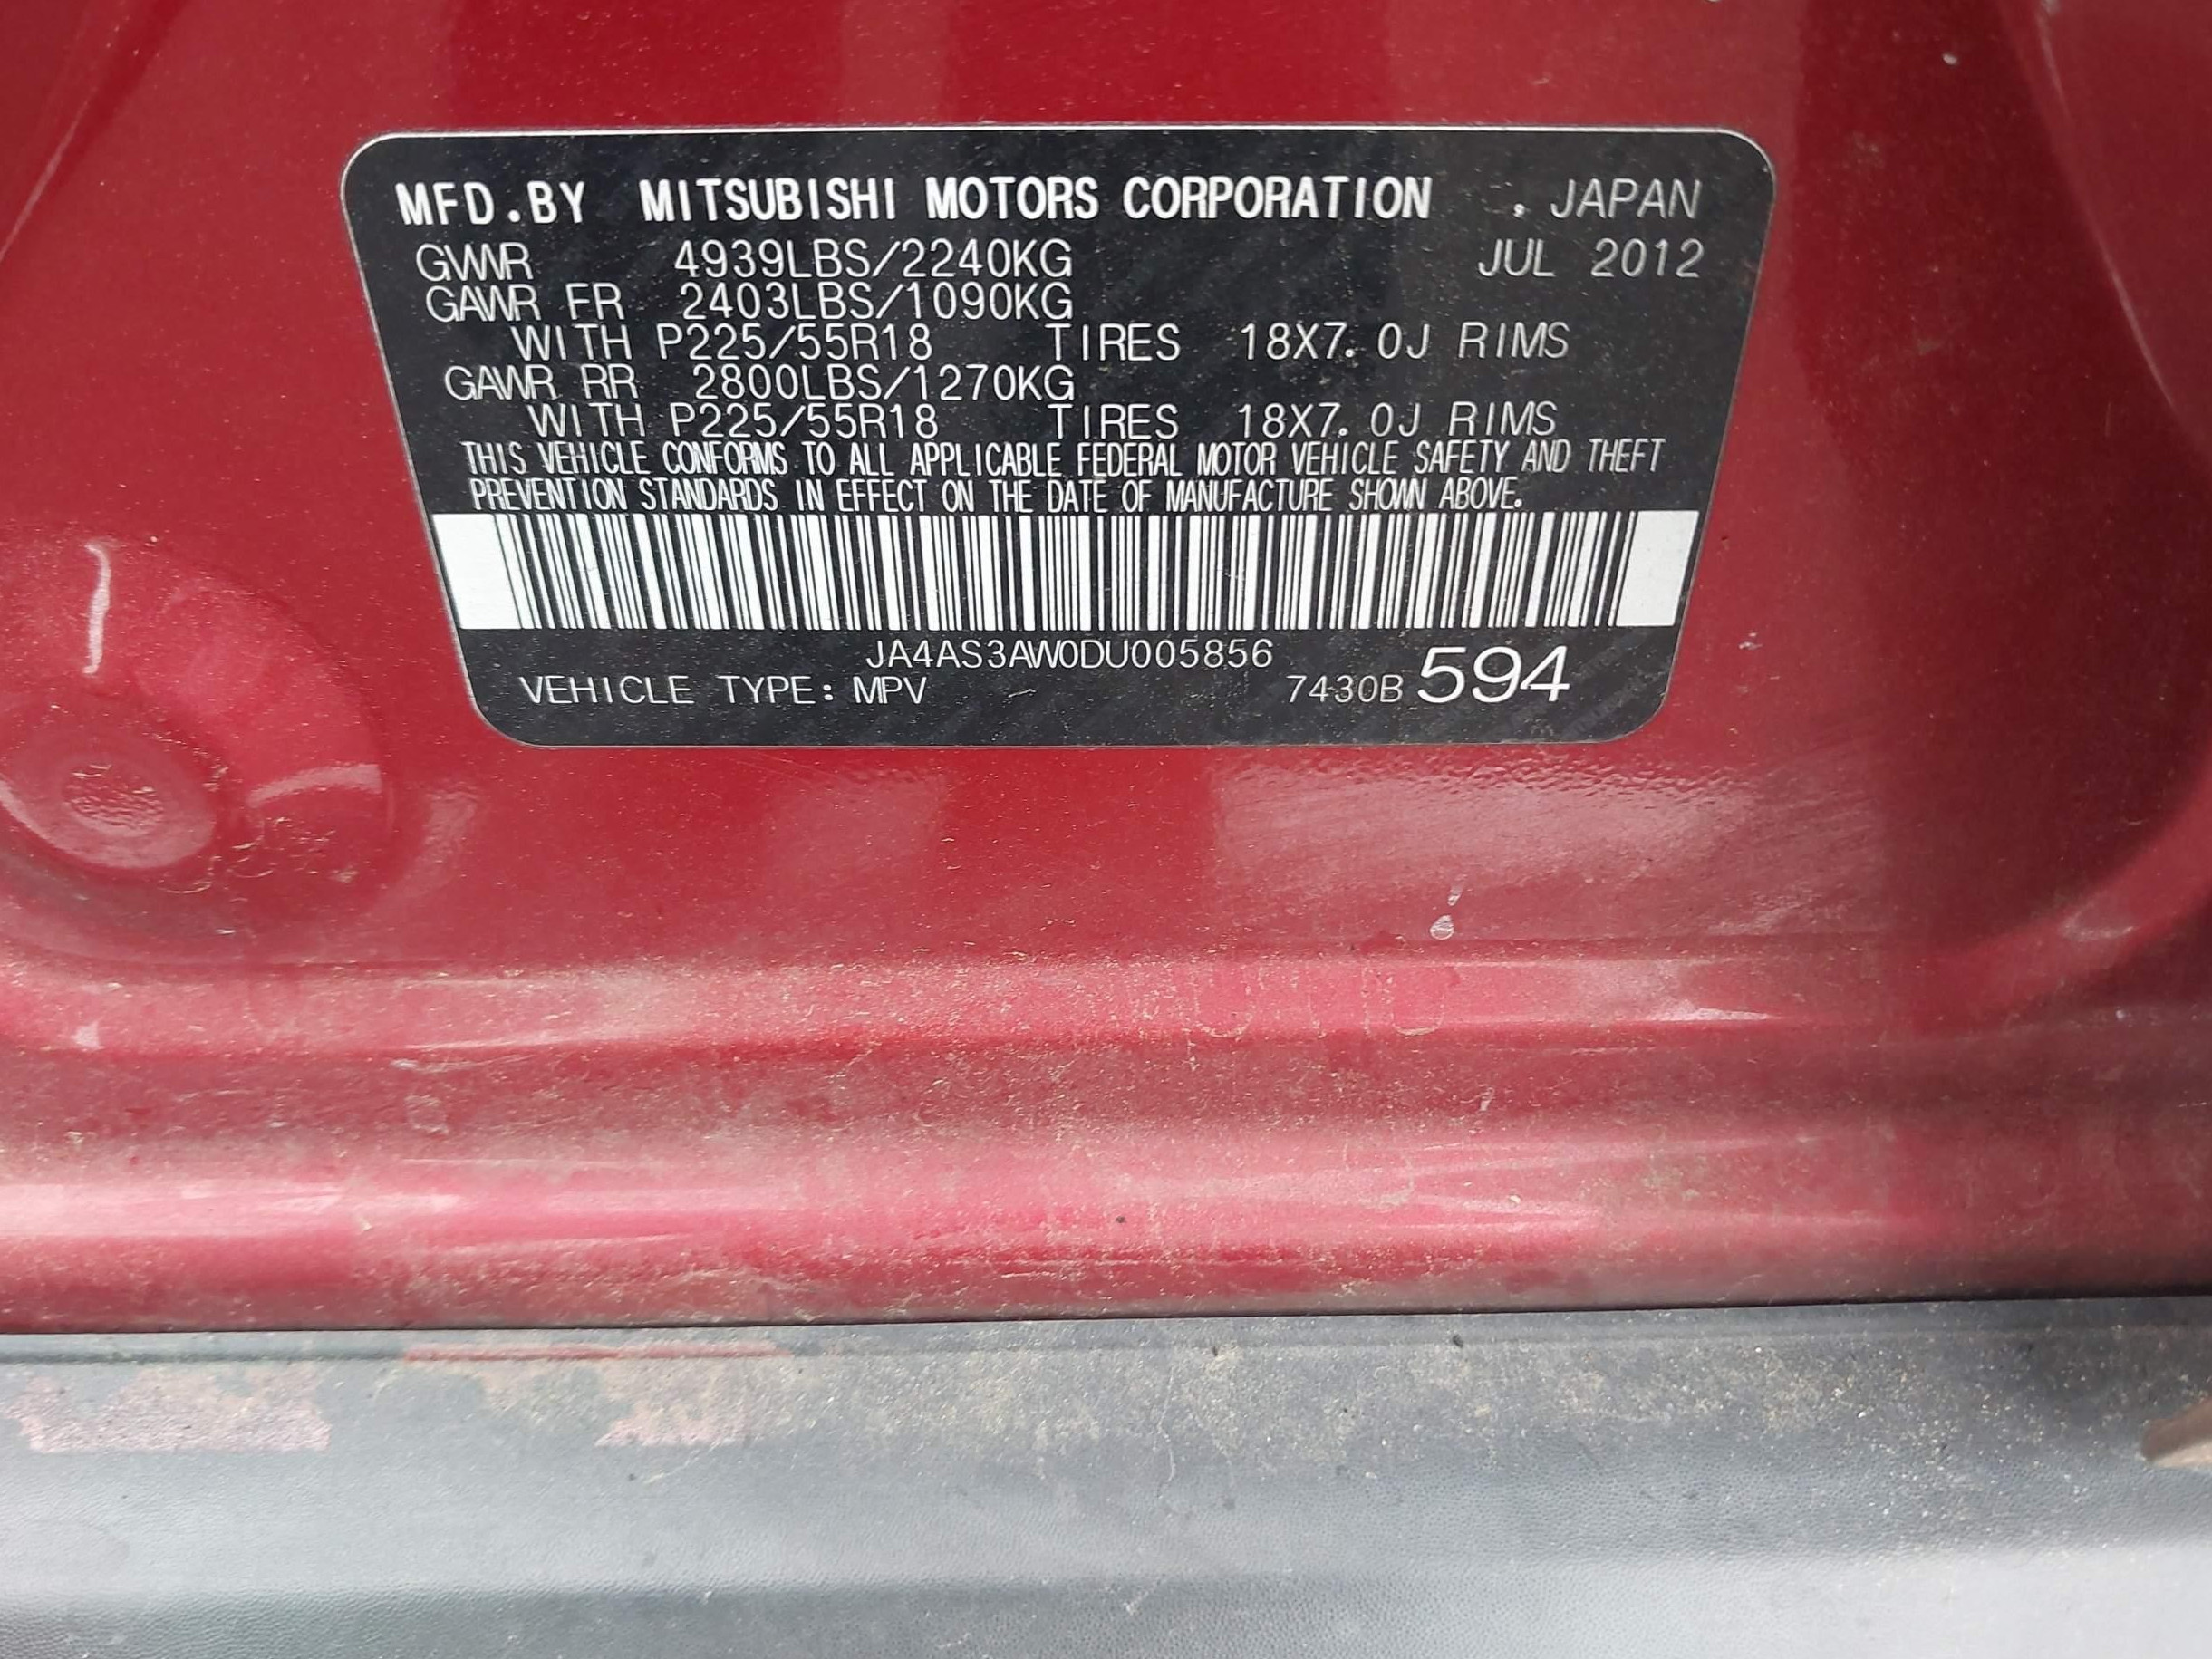 MFD.BY MITSUBISHI MOTORS CORPORATION , JAPAN
GVWR 4939LBS/2240KG JUL 2012
GAWR FR 2403LBS/1090KG
WITH P225/55R18 TIRES 18X7.0J RIMS
GAWR RR 2800LBS/1270KG
WITH P225/55R18 TIRES 18X7.0J RIMS
THIS VEHICLE CONFORMS TO ALL APPLICABLE FEDERAL MOTOR VEHICLE SAFETY AND THEFT
PREVENTION STANDARDS IN EFFECT ON THE DATE OF MANUFACTURE SHOWN ABOVE.
JA4AS3AW0DU005856
VEHICLE TYPE: MPV 7430B 594